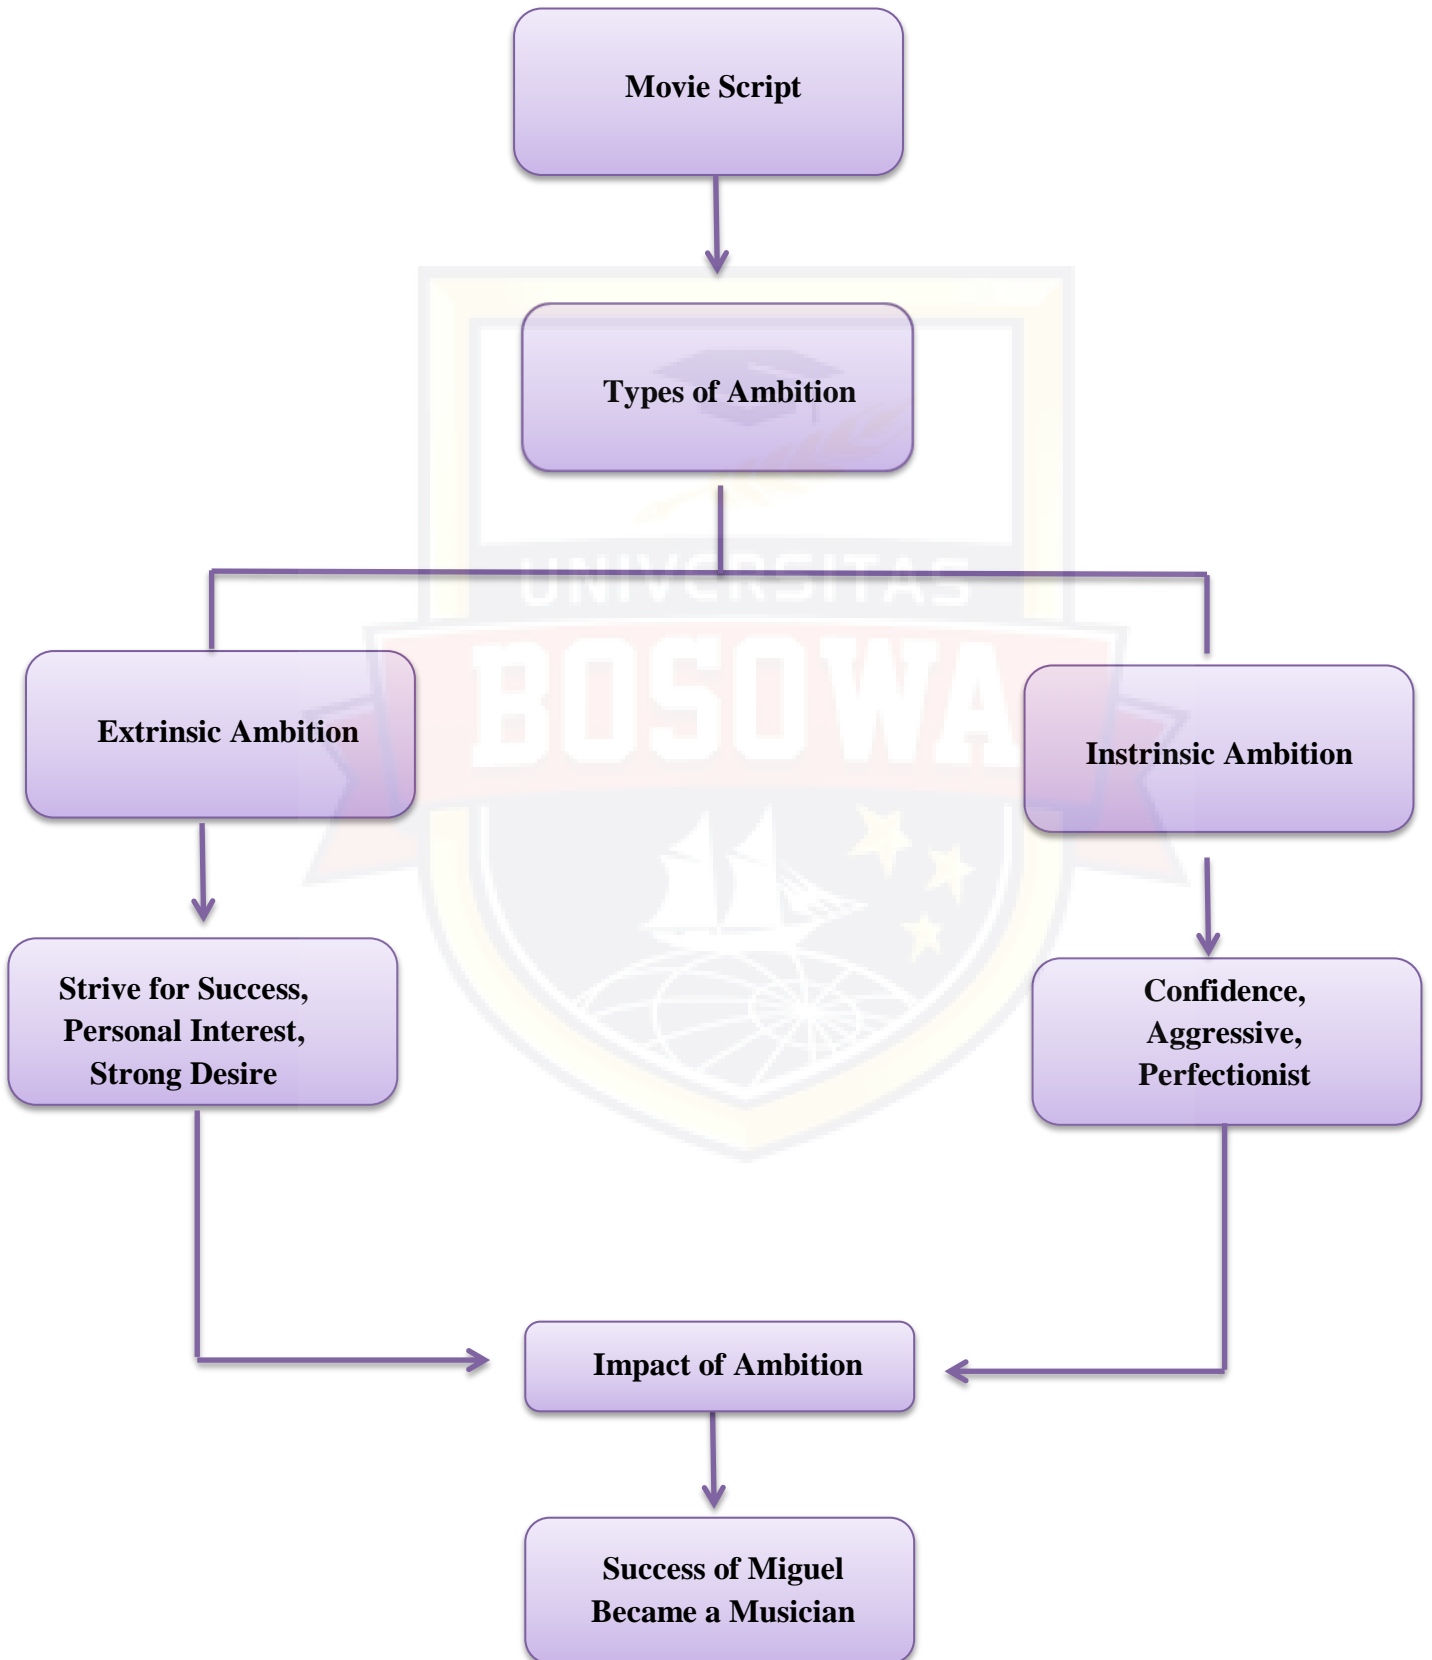 Movie Script
Types of Ambition
UNIVERSITAS
BOSOWA
Extrinsic Ambition
Instrinsic Ambition
Strive for Success,
Personal Interest,
Strong Desire
Confidence,
Aggressive,
Perfectionist
Impact of Ambition
Success of Miguel
Became a Musician